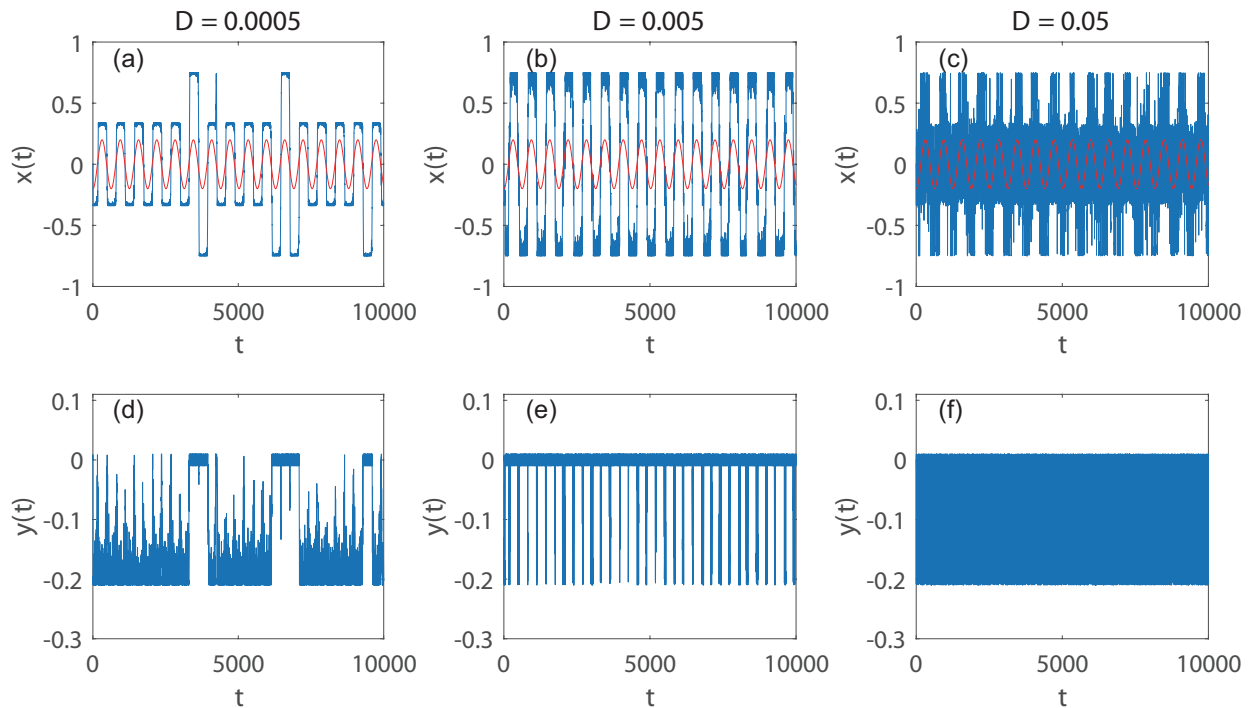 D = 0.0005 D = 0.005 D = 0.05
(a) (b) (c)
1 1 1
0.5 0.5 0.5
x(t) 0 x(t) 0 x(t) 0
-0.5 -0.5 -0.5
-1 -1 -1
0 5000 10000 0 5000 10000 0 5000 10000
t t t
(d) (e) (f)
0.1 0.1 0.1
0 0 0
y(t) -0.1 y(t) -0.1 y(t) -0.1
-0.2 -0.2 -0.2
-0.3 -0.3 -0.3
0 5000 10000 0 5000 10000 0 5000 10000
t t t